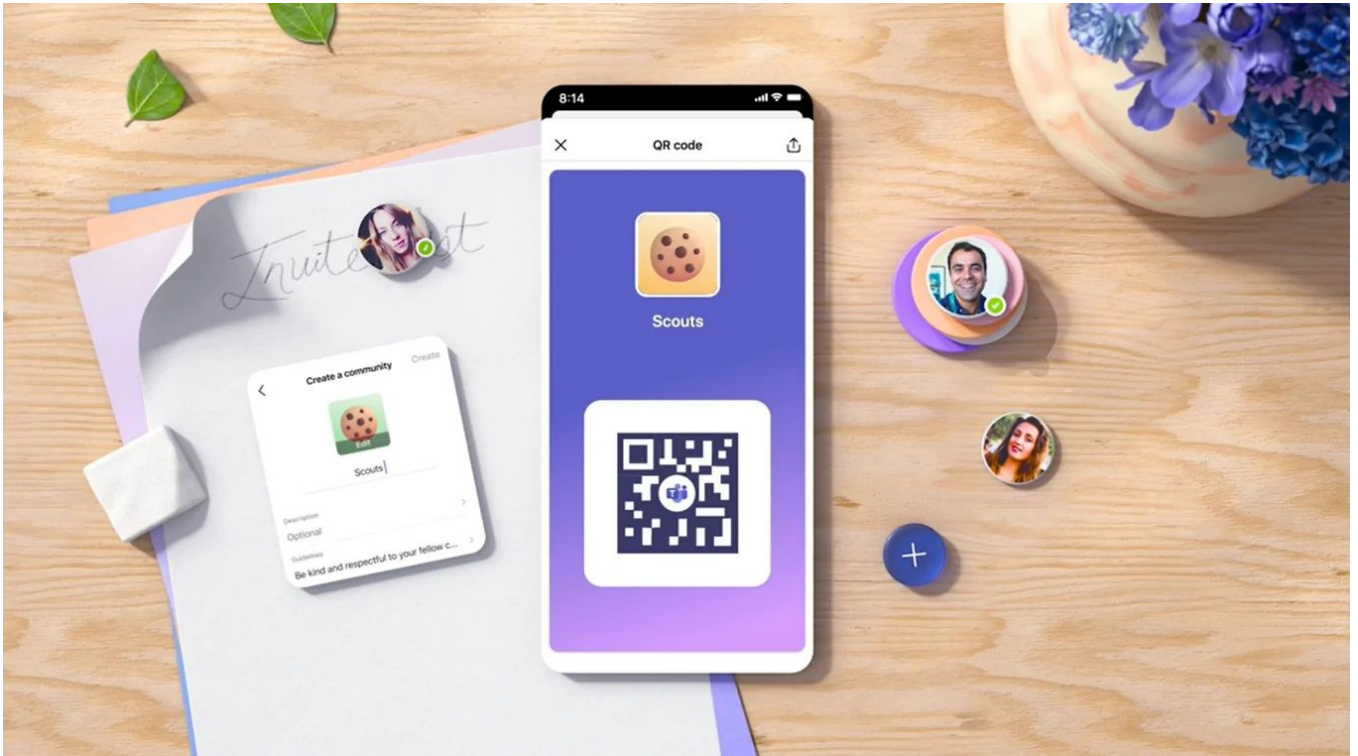 8:14
QR code
Scouts
Invite List
Create a community
Create
Edit
Scouts
Description
Optional
Guidelines
Be kind and respectful to your fellow c...